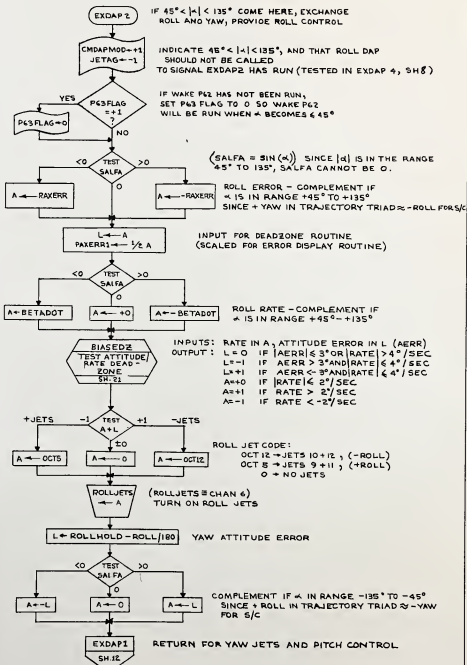 EXDAP2
IF 45°< |α| < 135° COME HERE, EXCHANGE
ROLL AND YAW, PROVIDE ROLL CONTROL
CMDAPMOD←+1
JETAG←-1
INDICATE 45°< |α| <135°, AND THAT ROLL DAP
SHOULD NOT BE CALLED
TO SIGNAL EXDAP2 HAS RUN (TESTED IN EXDAP 4, SH8)
YES
P63FLAG
=+1
?
NO
P63FLAG←0
IF WAKE P62 HAS NOT BEEN RUN,
SET P63 FLAG TO 0 SO WAKE P62
WILL BE RUN WHEN α BECOMES ≤ 45°
<0
TEST
SALFA
>0
0
(SALFA = SIN(α)) SINCE |α| IS IN THE RANGE
45° TO 135°, SALFA CANNOT BE 0.
A ← RAXERR
A ← -RAXERR
ROLL ERROR - COMPLEMENT IF
α IS IN RANGE +45° TO +135°
SINCE + YAW IN TRAJECTORY TRIAD ≈ -ROLL FOR S/C
L←A
PAXERR1 ← 1/2 A
INPUT FOR DEADZONE ROUTINE
(SCALED FOR ERROR DISPLAY ROUTINE)
<0
TEST
SALFA
>0
0
A←BETADOT
A ← +0
A←-BETADOT
ROLL RATE - COMPLEMENT IF
α IS IN RANGE +45°-+135°
BIASEDZ
TEST ATTITUDE/
RATE DEAD-
ZONE
SH-21
INPUTS: RATE IN A, ATTITUDE ERROR IN L (AERR)
OUTPUT: L=0 IF |AERR| ≤ 3° OR |RATE| > 4°/SEC
L=-1 IF AERR > 3° AND |RATE| ≤ 4°/SEC
L=+1 IF AERR < -3° AND |RATE| ≤ 4°/SEC
A=+0 IF |RATE| ≤ 2°/SEC
A=+1 IF RATE > 2°/SEC
A=-1 IF RATE < -2°/SEC
+JETS
-1
TEST
A+L
+1
-JETS
±0
A←OCT5
A ← 0
A←OCT12
ROLL JET CODE:
OCT 12 → JETS 10+12, (-ROLL)
OCT 5 → JETS 9+11, (+ROLL)
0 → NO JETS
ROLLJETS
← A
(ROLLJETS ≡ CHAN 6)
TURN ON ROLL JETS
L←ROLLHOLD-ROLL/180
YAW ATTITUDE ERROR
<0
TEST
SALFA
>0
0
A←-L
A←0
A←L
COMPLEMENT IF α IN RANGE -135° TO -45°
SINCE + ROLL IN TRAJECTORY TRIAD ≈ -YAW
FOR S/C
EXDAP1
SH.12
RETURN FOR YAW JETS AND PITCH CONTROL